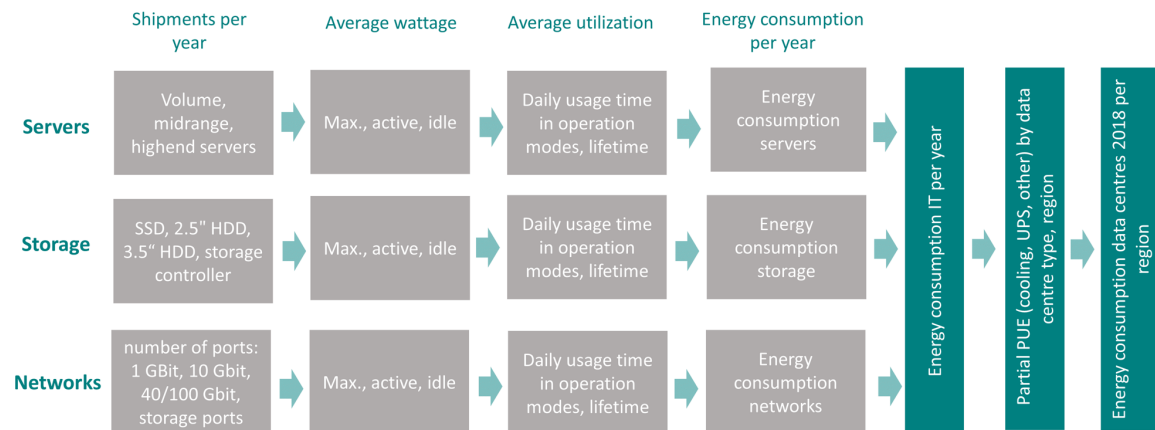 Shipments per
year
Average wattage
Average utilization
Energy consumption
per year
Servers
Volume,
midrange,
highend servers
Max., active, idle
Daily usage time
in operation
modes, lifetime
Energy
consumption
servers
Storage
SSD, 2.5" HDD,
3.5“ HDD, storage
controller
Max., active, idle
Daily usage time
in operation
modes, lifetime
Energy
consumption
storage
Networks
number of ports:
1 GBit, 10 Gbit,
40/100 Gbit,
storage ports
Max., active, idle
Daily usage time
in operation
modes, lifetime
Energy
consumption
networks
Energy consumption IT per year
Partial PUE (cooling, UPS, other) by data
centre type, region
Energy consumption data centres 2018 per
region